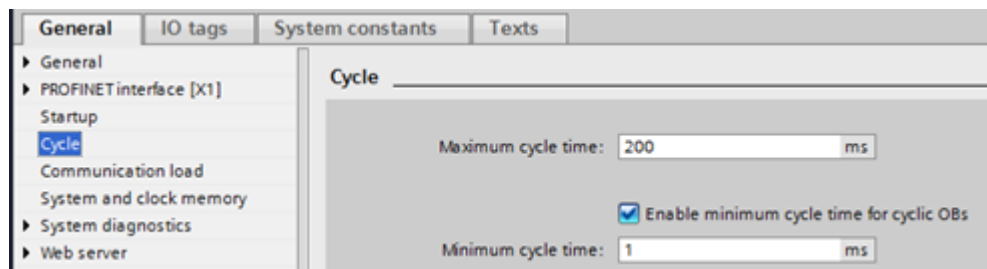 General IO tags System constants Texts
General
PROFINET interface [X1]
Startup
Cycle
Communication load
System and clock memory
System diagnostics
Web server
Cycle
Maximum cycle time: 200 ms
Enable minimum cycle time for cyclic OBs
Minimum cycle time: 1 ms